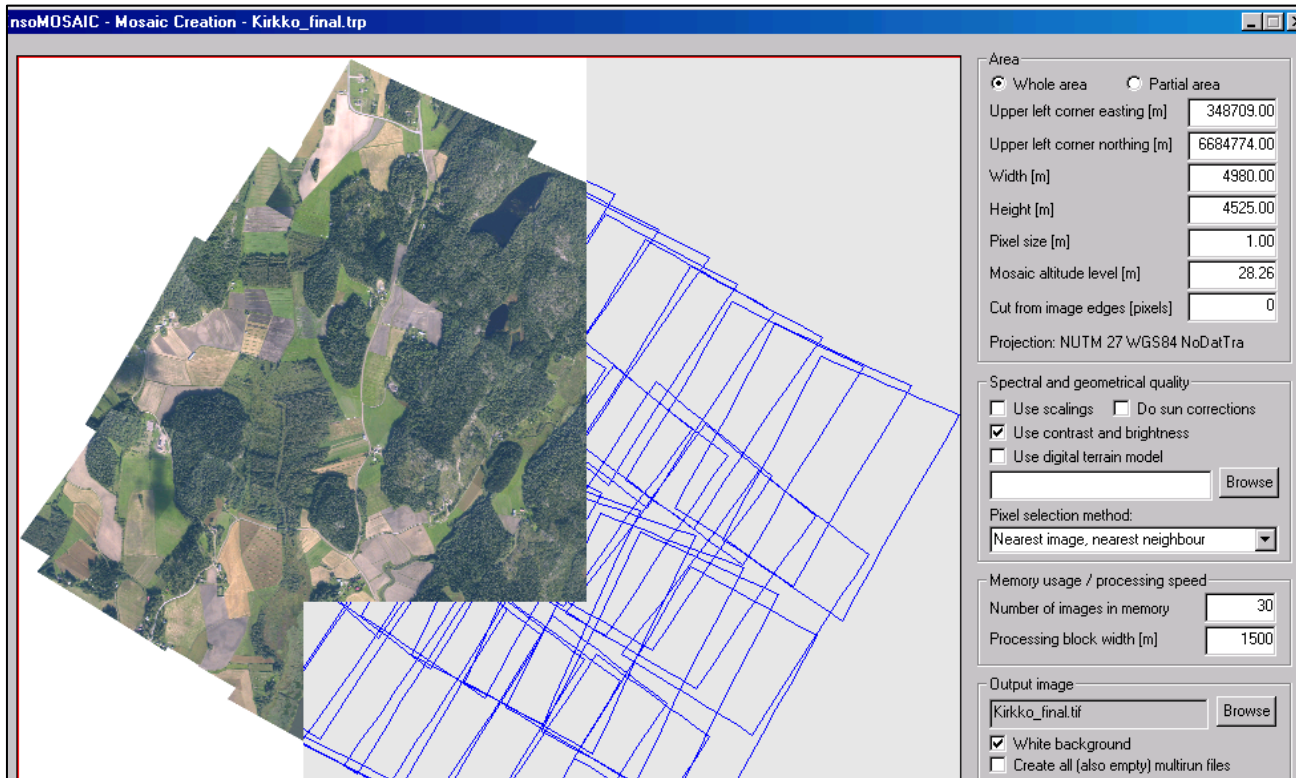 nsoMOSAIC - Mosaic Creation - Kirkko_final.trp
Area
Whole area Partial area
Upper left corner easting [m] 348709.00
Upper left corner northing [m] 6684774.00
Width [m] 4980.00
Height [m] 4525.00
Pixel size [m] 1.00
Mosaic altitude level [m] 28.26
Cut from image edges [pixels] 0
Projection: NUTM 27 WGS84 NoDatTra
Spectral and geometrical quality
Use scalings Do sun corrections
Use contrast and brightness
Use digital terrain model
Browse
Pixel selection method:
Nearest image, nearest neighbour
Memory usage / processing speed
Number of images in memory 30
Processing block width [m] 1500
Output image
Kirkko_final.tif Browse
White background
Create all (also empty) multirun files